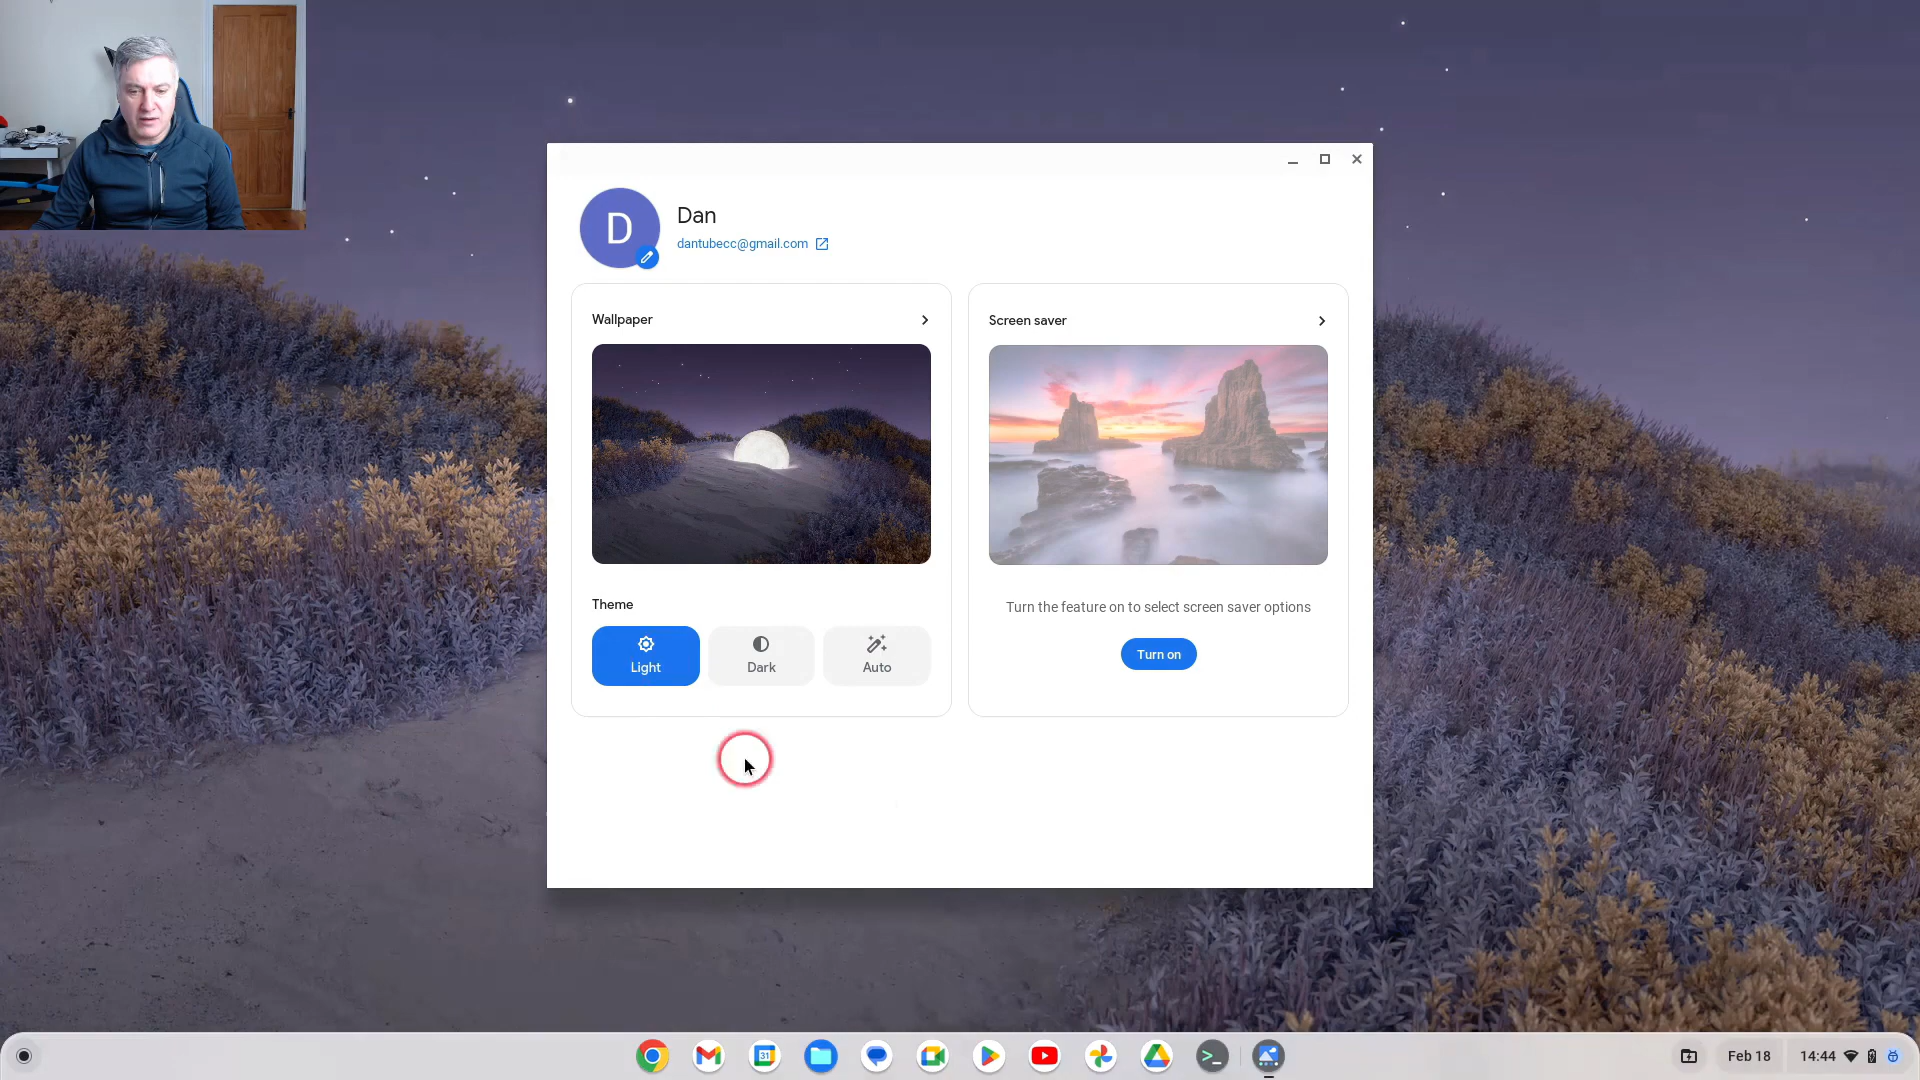 D
Dan
dantubecc@gmail.com
Wallpaper
Screen saver
Theme
Light
Dark
Auto
Turn the feature on to select screen saver options
Turn on
31
Feb 18
14:44